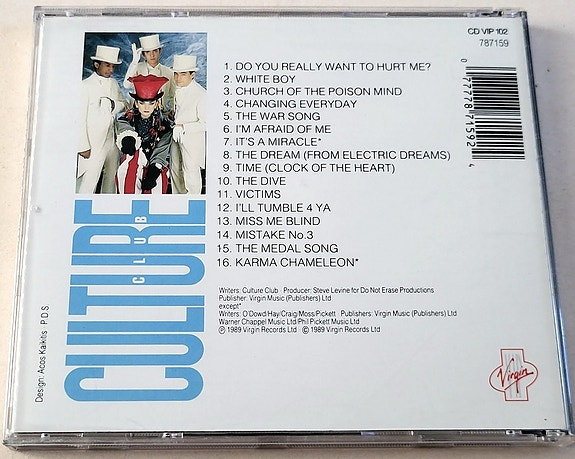 CD VIP 102
787159
1. DO YOU REALLY WANT TO HURT ME?
2. WHITE BOY
3. CHURCH OF THE POISON MIND
4. CHANGING EVERYDAY
5. THE WAR SONG
6. I'M AFRAID OF ME
7. IT'S A MIRACLE*
8. THE DREAM (FROM ELECTRIC DREAMS)
9. TIME (CLOCK OF THE HEART)
10. THE DIVE
11. VICTIMS
12. I'LL TUMBLE 4 YA
13. MISS ME BLIND
14. MISTAKE No.3
15. THE MEDAL SONG
16. KARMA CHAMELEON*
Writers: Culture Club · Producer: Steve Levine for Do Not Erase Productions
Publisher: Virgin Music (Publishers) Ltd
except*
Writers: O'Dowd/Hay/Craig/Moss/Pickett · Publishers: Virgin Music (Publishers) Ltd
Warner Chappel Music Ltd/Phil Pickett Music Ltd
℗ 1989 Virgin Records Ltd © 1989 Virgin Records Ltd
0 77778 71592 4
CULTURE
CLUB
Design: Acos Kaikitis P.D.S.
Virgin